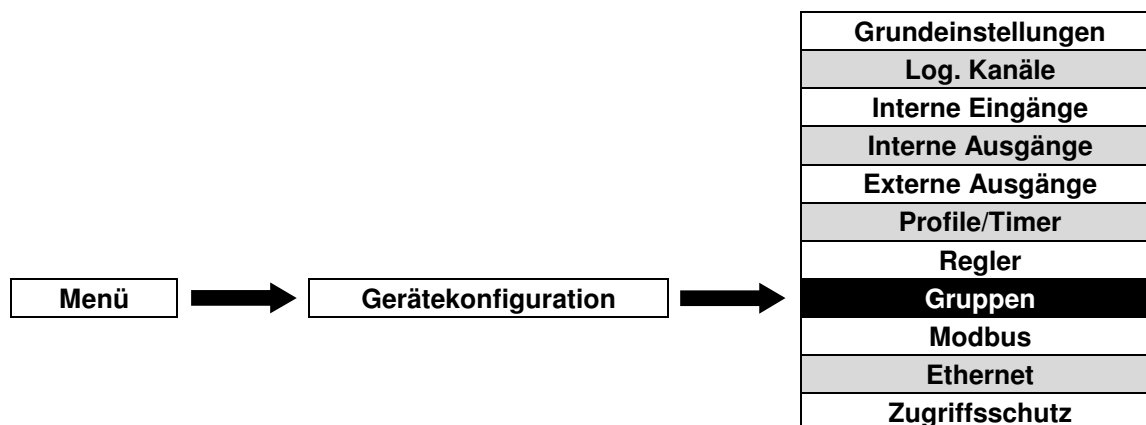 Grundeinstellungen
Log. Kanäle
Interne Eingänge
Interne Ausgänge
Externe Ausgänge
Profile/Timer
Regler
Menü
Gerätekonfiguration
Gruppen
Modbus
Ethernet
Zugriffsschutz